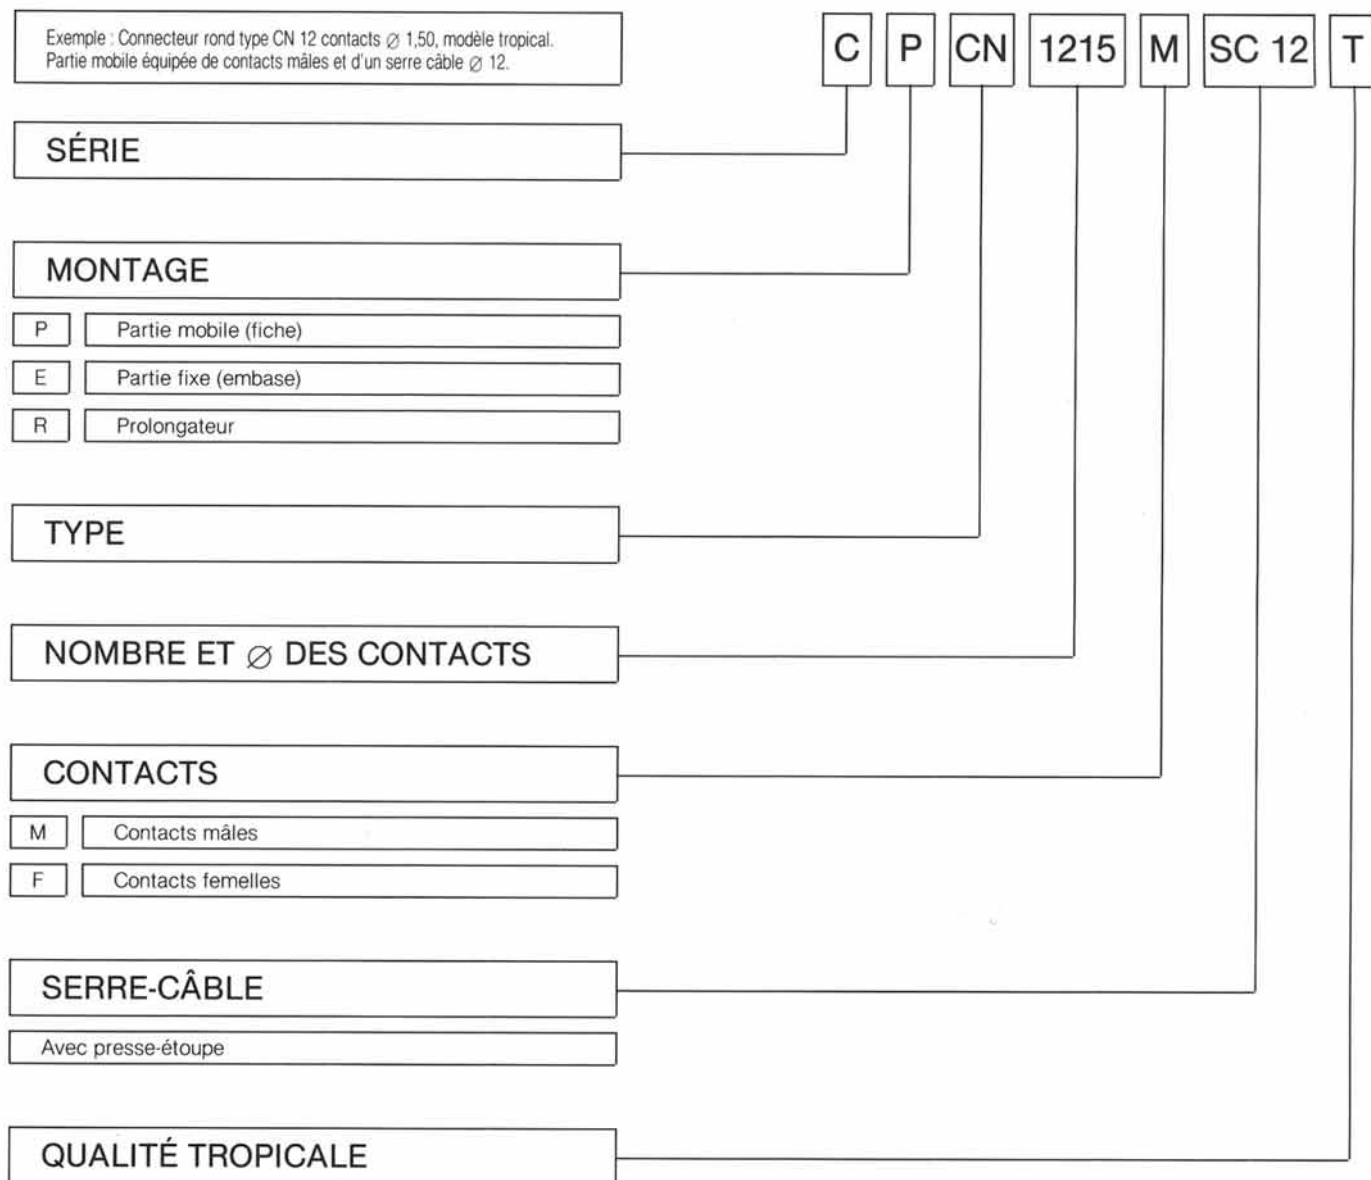 Exemple : Connecteur rond type CN 12 contacts ∅ 1,50, modèle tropical.
Partie mobile équipée de contacts mâles et d'un serre câble ∅ 12.
C P CN 1215 M SC 12 T
SÉRIE
MONTAGE
P Partie mobile (fiche)
E Partie fixe (embase)
R Prolongateur
TYPE
NOMBRE ET ∅ DES CONTACTS
CONTACTS
M Contacts mâles
F Contacts femelles
SERRE-CÂBLE
Avec presse-étoupe
QUALITÉ TROPICALE